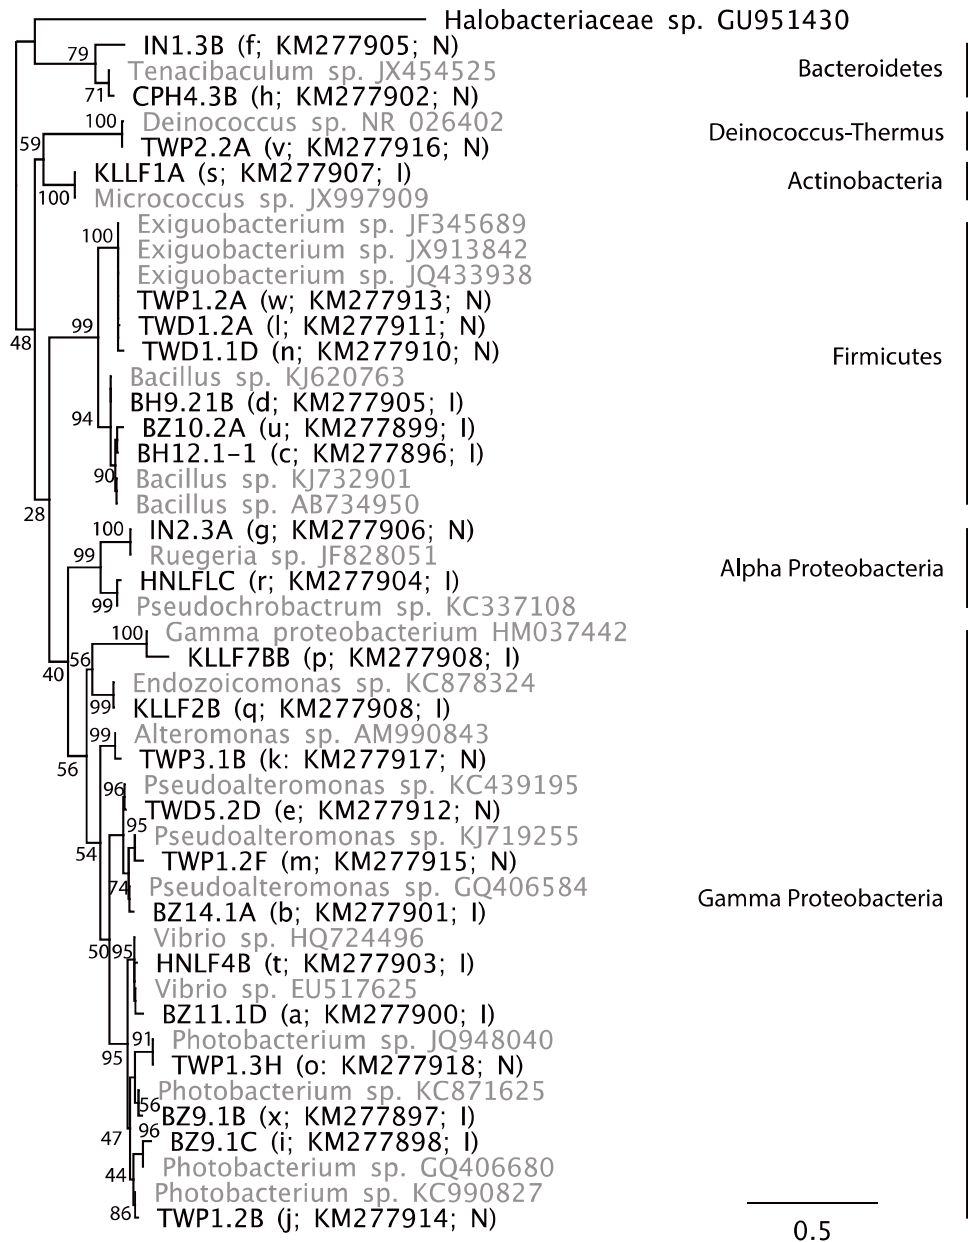 Halobacteriaceae sp. GU951430
79
IN1.3B (f; KM277905; N)
Tenacibaculum sp. JX454525
Bacteroidetes
71
CPH4.3B (h; KM277902; N)
100
Deinococcus sp. NR 026402
Deinococcus-Thermus
59
TWP2.2A (v; KM277916; N)
KLLF1A (s; KM277907; I)
Actinobacteria
100
Micrococcus sp. JX997909
Exiguobacterium sp. JF345689
100
Exiguobacterium sp. JX913842
Exiguobacterium sp. JQ433938
TWP1.2A (w; KM277913; N)
99
TWD1.2A (l; KM277911; N)
48
TWD1.1D (n; KM277910; N)
Firmicutes
Bacillus sp. KJ620763
BH9.21B (d; KM277905; I)
94
BZ10.2A (u; KM277899; I)
BH12.1-1 (c; KM277896; I)
90
Bacillus sp. KJ732901
Bacillus sp. AB734950
28
100
IN2.3A (g; KM277906; N)
99
Ruegeria sp. JF828051
Alpha Proteobacteria
HNLFLC (r; KM277904; I)
99
Pseudochrobactrum sp. KC337108
100
Gamma proteobacterium HM037442
56
KLLF7BB (p; KM277908; I)
40
Endozoicomonas sp. KC878324
99
KLLF2B (q; KM277908; I)
99
Alteromonas sp. AM990843
TWP3.1B (k: KM277917; N)
56
96
Pseudoalteromonas sp. KC439195
TWD5.2D (e; KM277912; N)
95
Pseudoalteromonas sp. KJ719255
54
TWP1.2F (m; KM277915; N)
74
Pseudoalteromonas sp. GQ406584
Gamma Proteobacteria
BZ14.1A (b; KM277901; I)
Vibrio sp. HQ724496
50
95
HNLF4B (t; KM277903; I)
Vibrio sp. EU517625
BZ11.1D (a; KM277900; I)
91
Photobacterium sp. JQ948040
95
TWP1.3H (o: KM277918; N)
Photobacterium sp. KC871625
56
BZ9.1B (x; KM277897; I)
47
96
BZ9.1C (i; KM277898; I)
44
Photobacterium sp. GQ406680
Photobacterium sp. KC990827
86
TWP1.2B (j; KM277914; N)
0.5